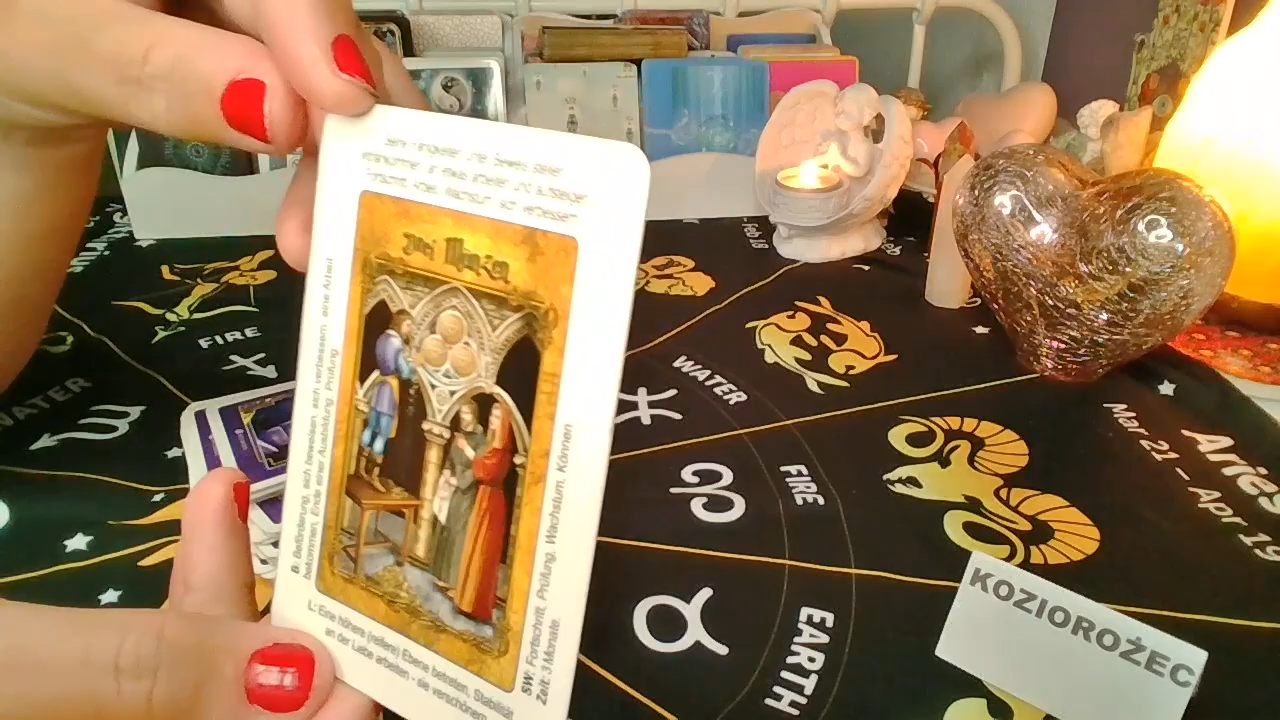 Drei Münzen
B: Beförderung, sich beweisen, sich verbessern, eine Arbeit
bekommen, Ende einer Ausbildung, Prüfung
L: Eine höhere (reifere) Ebene betreten, Stabilität
an der Liebe arbeiten - sie verschönern
SW: Fortschritt, Prüfung, Wachstum, Können
Zeit: 3 Monate
FIRE
WATER
WATER
FIRE
EARTH
Aries
Mar 21 – Apr 19
KOZIOROŻEC